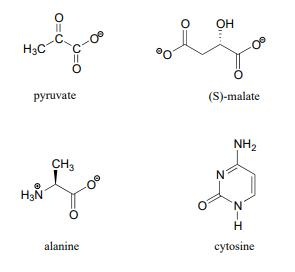 O
H₃C C C O⊖
O
pyruvate
O OH
⊖O O⊖
O
(S)-malate
CH₃
H₃N⊕ O⊖
O
alanine
NH₂
N
O N
H
cytosine